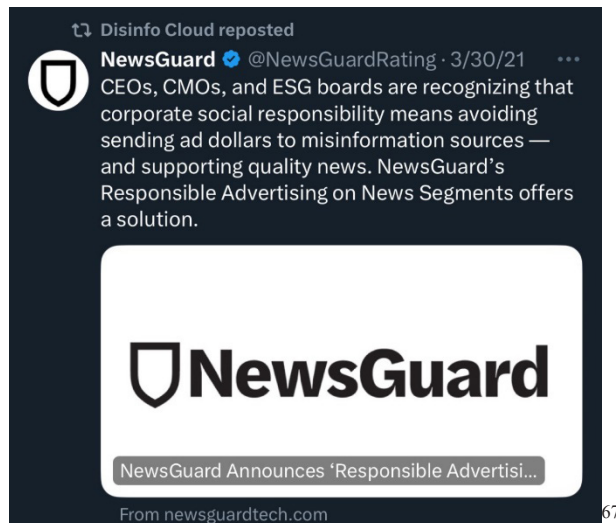 Disinfo Cloud reposted
NewsGuard @NewsGuardRating · 3/30/21 ···
CEOs, CMOs, and ESG boards are recognizing that
corporate social responsibility means avoiding
sending ad dollars to misinformation sources —
and supporting quality news. NewsGuard’s
Responsible Advertising on News Segments offers
a solution.
NewsGuard
NewsGuard Announces ‘Responsible Advertisi...
From newsguardtech.com